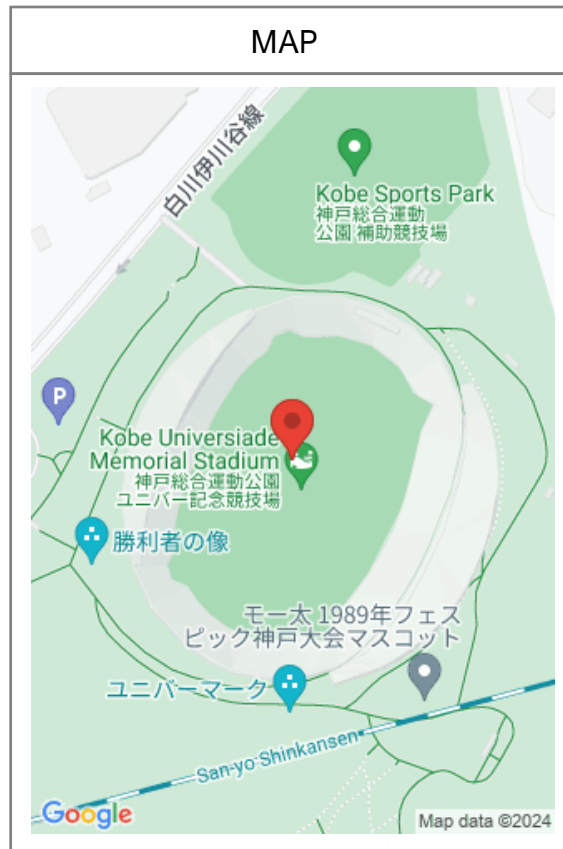 MAP
白川伊川谷線
Kobe Sports Park
神戸総合運動
公園 補助競技場
P
Kobe Universiade
Memorial Stadium
神戸総合運動公園
ユニバー記念競技場
勝利者の像
モー太 1989年フェス
ピック神戸大会マスコット
ユニバーマーク
San-yo Shinkansen
Google
Map data ©2024